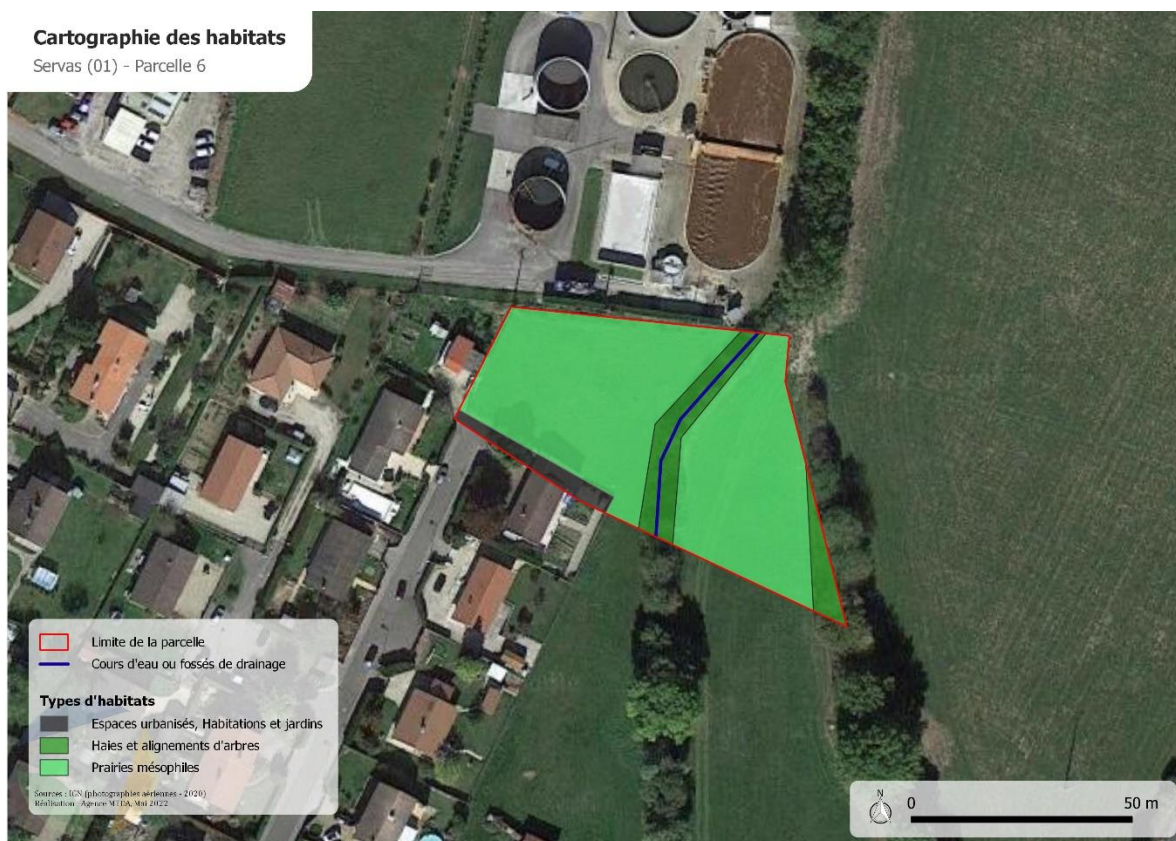 Cartographie des habitats
Servas (01) - Parcelle 6
Limite de la parcelle
Cours d'eau ou fossés de drainage
Types d'habitats
Espaces urbanisés, Habitations et jardins
Haies et alignements d'arbres
Prairies mésophiles
Sources : IGN (photographies aériennes - 2020)
Réalisation : Agence MTDA, Mai 2022
N
0 50 m